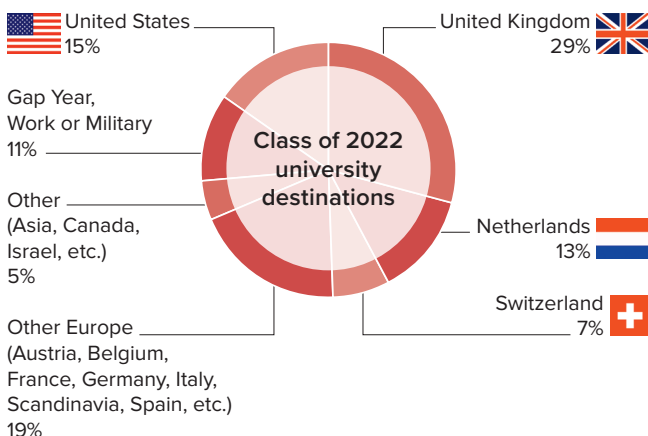 United States
15%
United Kingdom
29%
Gap Year,
Work or Military
11%
Class of 2022
university
destinations
Other
(Asia, Canada,
Israel, etc.)
5%
Netherlands
13%
Switzerland
7%
Other Europe
(Austria, Belgium,
France, Germany, Italy,
Scandinavia, Spain, etc.)
19%